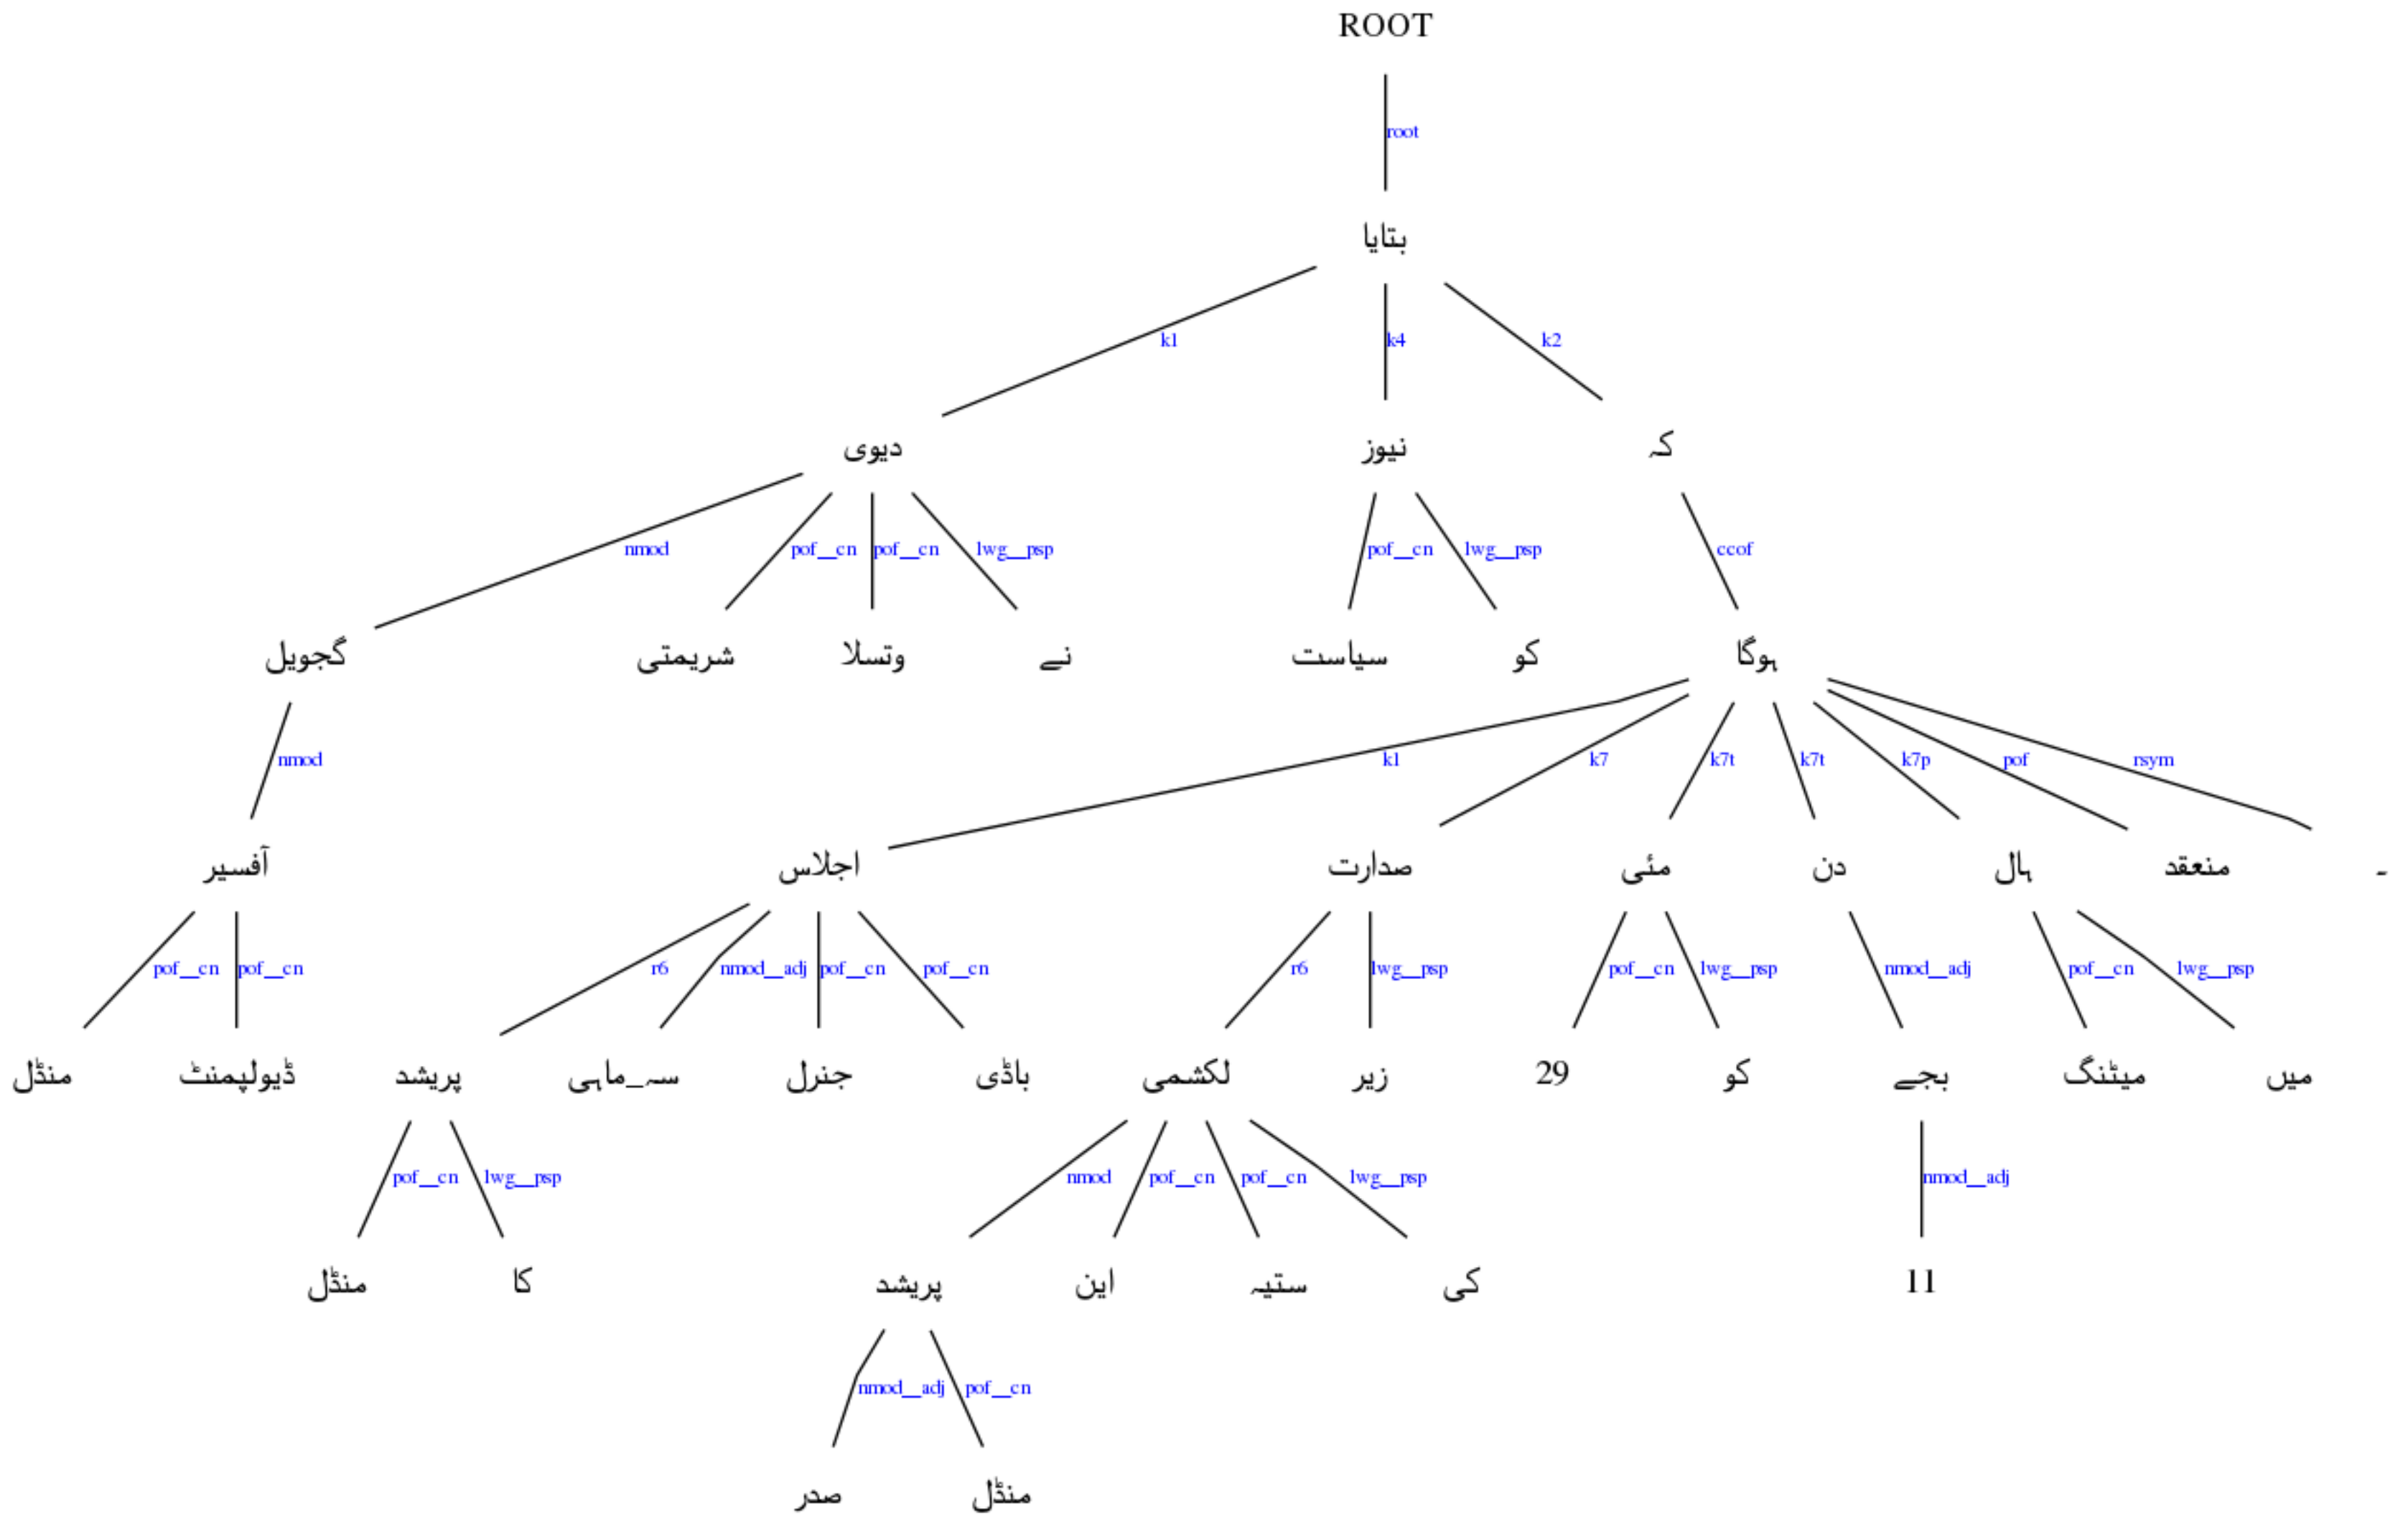 ROOT
root
بتایا
k1 k4 k2
دیوی نیوز کہ
nmod pof__cn pof__cn lwg__psp pof__cn lwg__psp ccof
گجویل شریمتی وتسلا نے سیاست کو ہوگا
nmod k1 k7 k7t k7t k7p pof rsym
آفسیر اجلاس صدارت مئی دن ہال منعقد ۔
pof__cn pof__cn r6 nmod__adj pof__cn pof__cn r6 lwg__psp pof__cn lwg__psp nmod__adj pof__cn lwg__psp
منڈل ڈیولپمنٹ پریشد سہ_ماہی جنرل باڈی لکشمی زیر 29 کو بجے میٹنگ میں
pof__cn lwg__psp nmod pof__cn pof__cn lwg__psp nmod__adj
منڈل کا پریشد این ستیہ کی 11
nmod__adj pof__cn
صدر منڈل